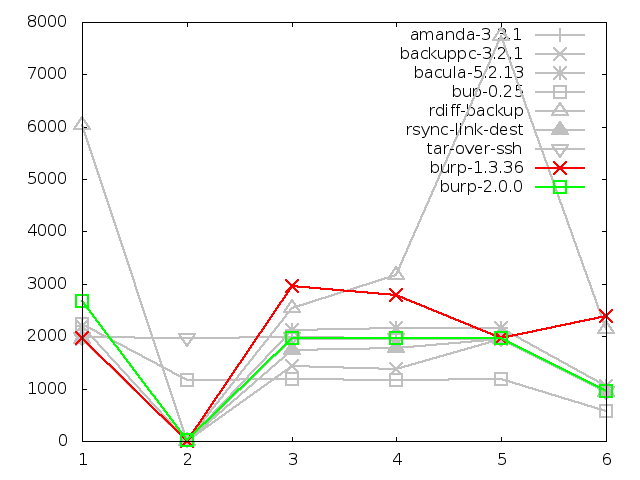 8000
7000
6000
5000
4000
3000
2000
1000
0
1 2 3 4 5 6
amanda-3.3.1
backuppc-3.2.1
bacula-5.2.13
bup-0.25
rdiff-backup
rsync-link-dest
tar-over-ssh
burp-1.3.36
burp-2.0.0